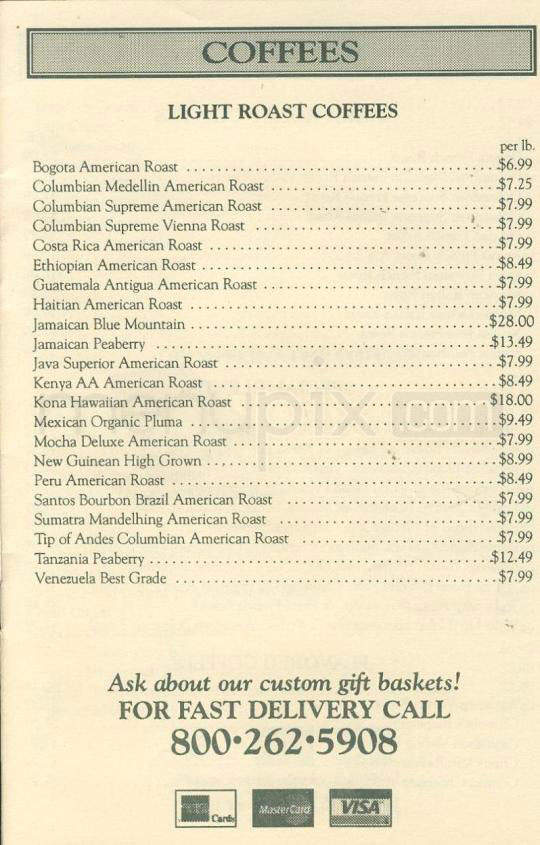 COFFEES
LIGHT ROAST COFFEES
per lb.
Bogota American Roast $6.99
Columbian Medellin American Roast $7.25
Columbian Supreme American Roast $7.99
Columbian Supreme Vienna Roast $7.99
Costa Rica American Roast $7.99
Ethiopian American Roast $8.49
Guatemala Antigua American Roast $7.99
Haitian American Roast $7.99
Jamaican Blue Mountain $28.00
Jamaican Peaberry $13.49
Java Superior American Roast $7.99
Kenya AA American Roast $8.49
Kona Hawaiian American Roast $18.00
Mexican Organic Pluma $9.49
Mocha Deluxe American Roast $7.99
New Guinean High Grown $8.99
Peru American Roast $8.49
Santos Bourbon Brazil American Roast $7.99
Sumatra Mandelhing American Roast $7.99
Tip of Andes Columbian American Roast $7.99
Tanzania Peaberry $12.49
Venezuela Best Grade $7.99
Ask about our custom gift baskets!
FOR FAST DELIVERY CALL
800•262•5908
Cards MasterCard VISA